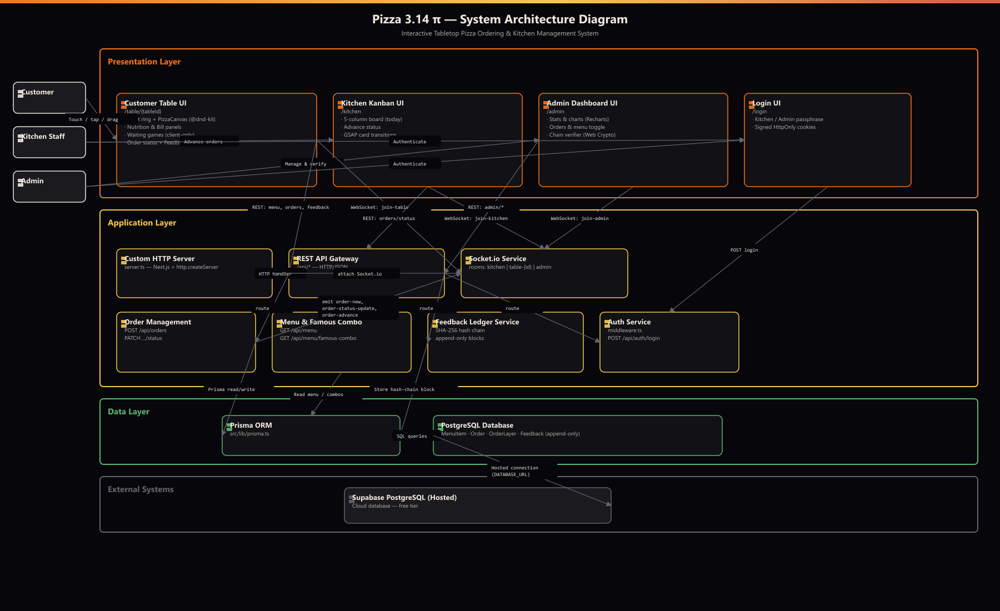 Pizza 3.14 π — System Architecture Diagram
Interactive Tabletop Pizza Ordering & Kitchen Management System
Presentation Layer
Customer
Kitchen Staff
Admin
Touch / tap / drag
Customer Table UI
/table/{tableId}
t ring + PizzaCanvas (@dnd-kit)
· Nutrition & Bill panels
· Waiting games (client-only)
· Order status + Feedb
Advance orders
Kitchen Kanban UI
/kitchen
· 5-column board (today)
· Advance status
· GSAP card transitions
Authenticate
Manage & verify
Authenticate
Admin Dashboard UI
/admin
· Stats & charts (Recharts)
· Orders & menu toggle
· Chain verifier (Web Crypto)
Login UI
/login
· Kitchen / Admin passphrase
· Signed HttpOnly cookies
REST: menu, orders, feedback
WebSocket: join-table
REST: admin/*
REST: orders/status
WebSocket: join-kitchen
WebSocket: join-admin
Application Layer
POST login
Custom HTTP Server
server.ts — Next.js + http.createServer
REST API Gateway
/api/* — HTTP/JSON
Socket.io Service
rooms: kitchen | table-{id} | admin
HTTP handler
attach Socket.io
emit order-new,
order-status-update,
order-advance
route
route
route
Order Management
POST /api/orders
PATCH .../status
Menu & Famous Combo
GET /api/menu
GET /api/menu/famous-combo
Feedback Ledger Service
SHA-256 hash chain
append-only blocks
Auth Service
middleware.ts
POST /api/auth/login
Prisma read/write
Read menu / combos
Store hash-chain block
Data Layer
Prisma ORM
src/lib/prisma.ts
SQL queries
PostgreSQL Database
MenuItem · Order · OrderLayer · Feedback (append-only)
Hosted connection
(DATABASE_URL)
External Systems
Supabase PostgreSQL (Hosted)
Cloud database — free tier